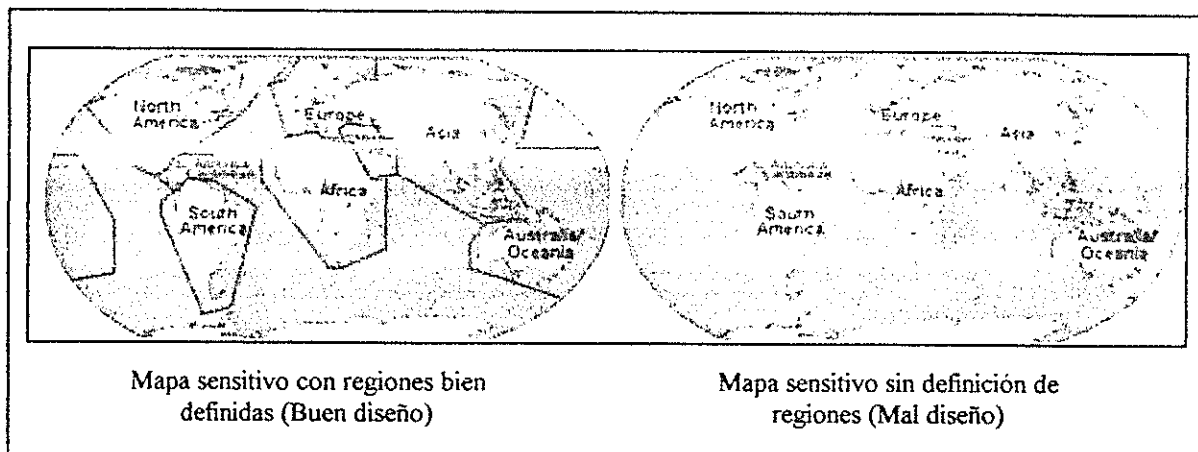 North
America
Europe
Asia
Africa
South
America
Australia/
Oceania
North
America
Europe
Asia
Africa
South
America
Australia/
Oceania
Mapa sensitivo con regiones bien
definidas (Buen diseño)
Mapa sensitivo sin definición de
regiones (Mal diseño)